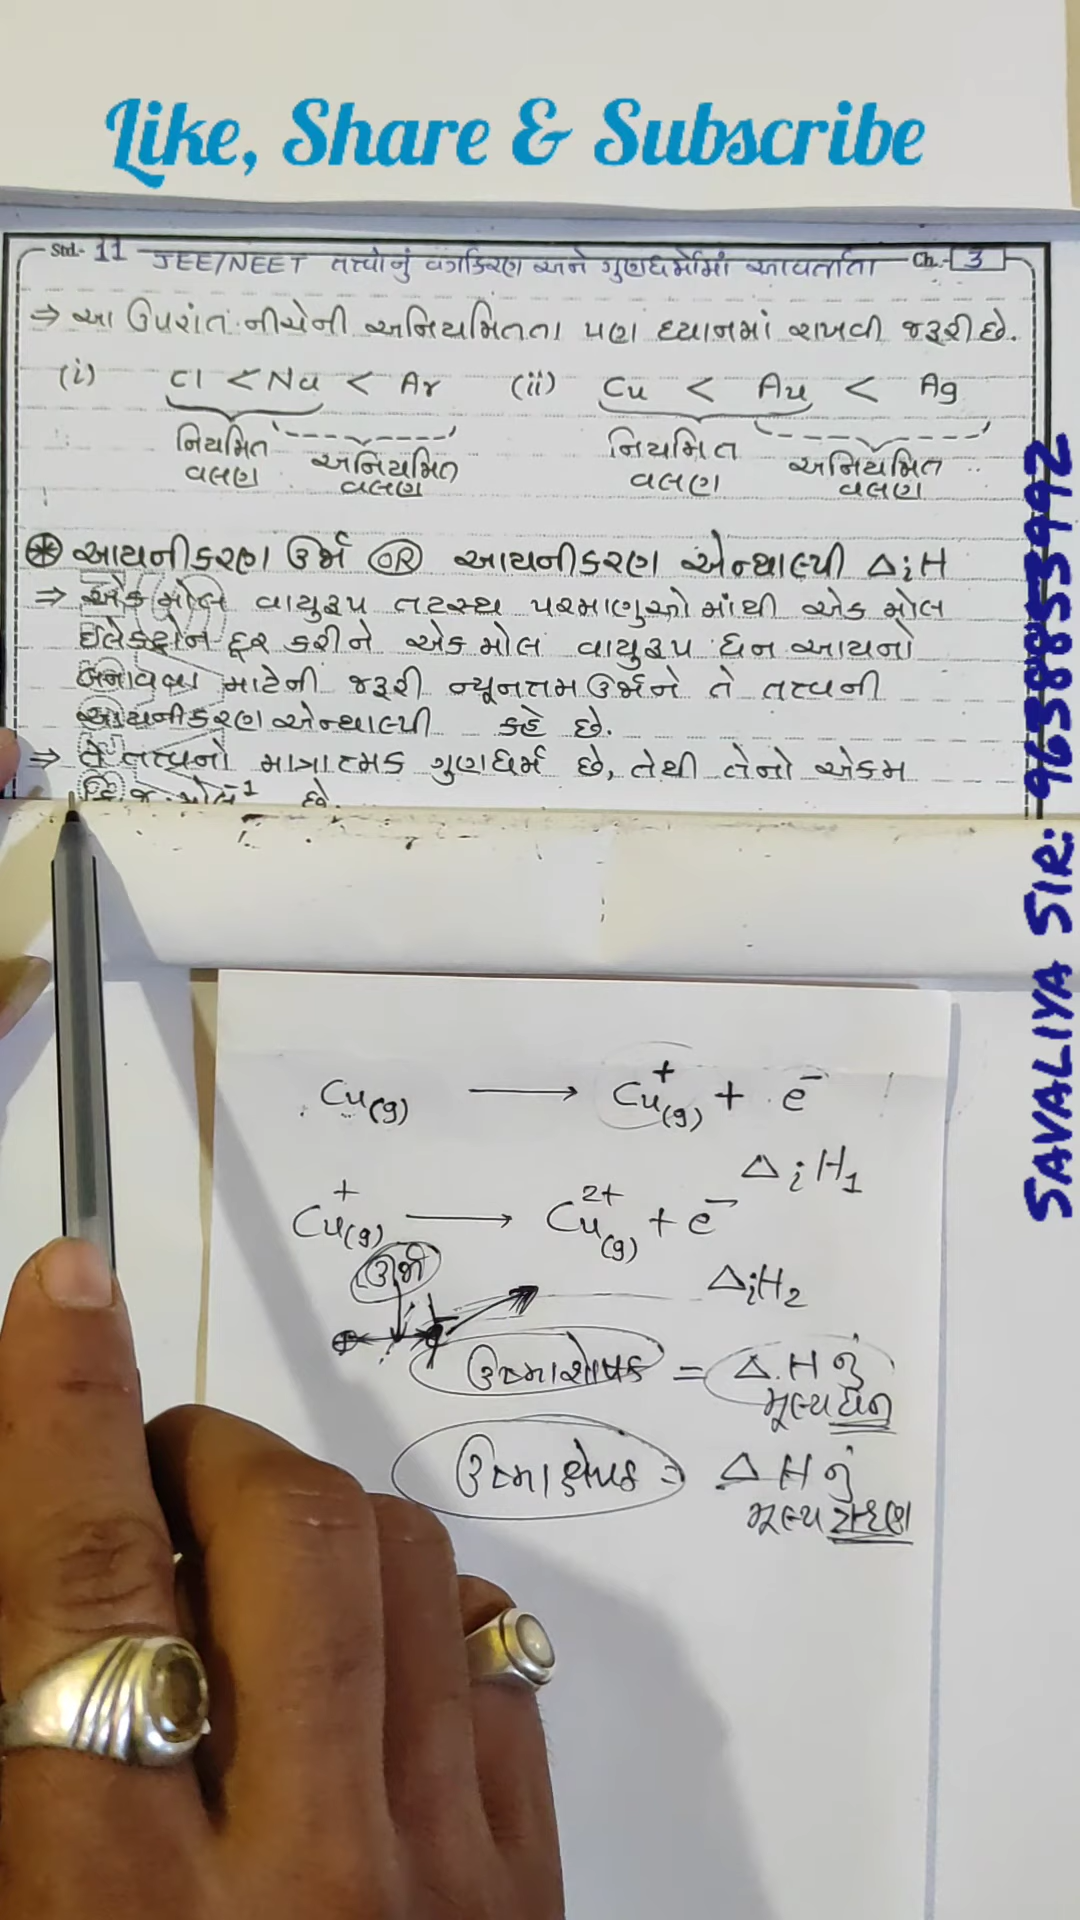 Like, Share & Subscribe
Std.- 11 JEE/NEET તત્ત્વોનું વર્ગીકરણ અને ગુણધર્મોમાં આવર્તિતા Ch.- 3
⇒ આ ઉપરાંત નીચેની અનિયમિતતા પણ ધ્યાનમાં રાખવી જરૂરી છે.
(i) Cl < Na < Ar (ii) Cu < Au < Ag
નિયમિત વલણ અનિયમિત વલણ નિયમિત વલણ અનિયમિત વલણ
આયનીકરણ ઉર્જા OR આયનીકરણ એન્થાલ્પી ΔiH
⇒ એક મોલ વાયુરૂપ તટસ્થ પરમાણુઓમાંથી એક મોલ
ઇલેક્ટ્રોન દૂર કરીને એક મોલ વાયુરૂપ ધન આયનો
બનાવવા માટેની જરૂરી ન્યૂનત્તમ ઉર્જાને તે તત્ત્વની
આયનીકરણ એન્થાલ્પી કહે છે.
⇒ તે તત્ત્વનો માત્રાત્મક ગુણધર્મ છે, તેથી તેનો એકમ
કિ.જૂ. મોલ⁻¹ છે.
Cu(g) ⟶ Cu⁺(g) + e⁻
ΔiH₁
Cu⁺(g) ⟶ Cu²⁺(g) + e⁻
ઉર્જા
ΔiH₂
ઉષ્માશોષક = Δ.H નું
મૂલ્ય ધન
ઉષ્માક્ષેપક = ΔH નું
મૂલ્ય ઋણ
SAVALIYA SIR: 9638853992